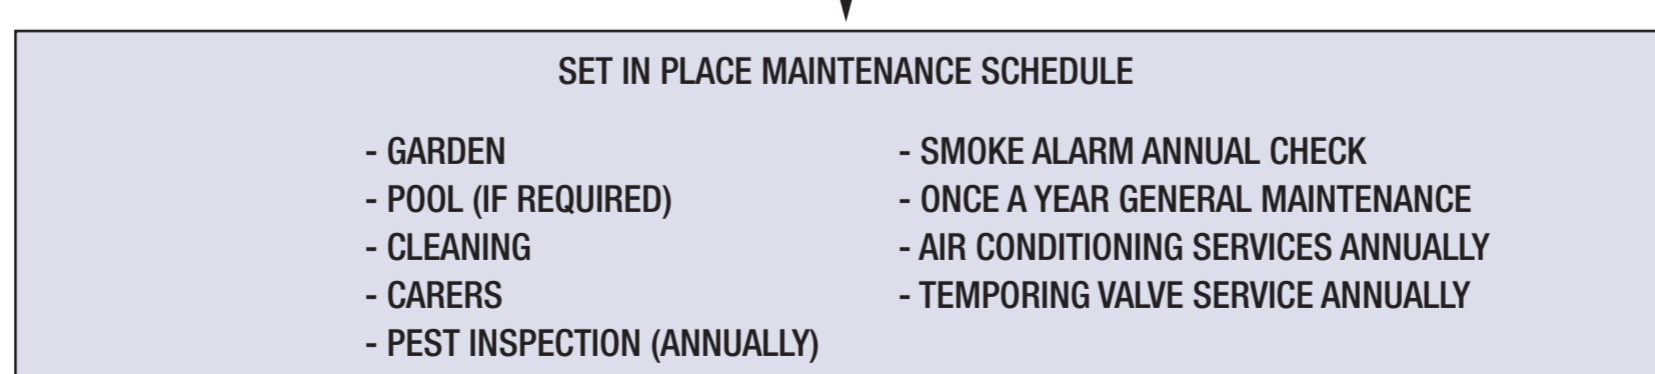 SET IN PLACE MAINTENANCE SCHEDULE
- GARDEN
- POOL (IF REQUIRED)
- CLEANING
- CARERS
- PEST INSPECTION (ANNUALLY)
- SMOKE ALARM ANNUAL CHECK
- ONCE A YEAR GENERAL MAINTENANCE
- AIR CONDITIONING SERVICES ANNUALLY
- TEMPORING VALVE SERVICE ANNUALLY